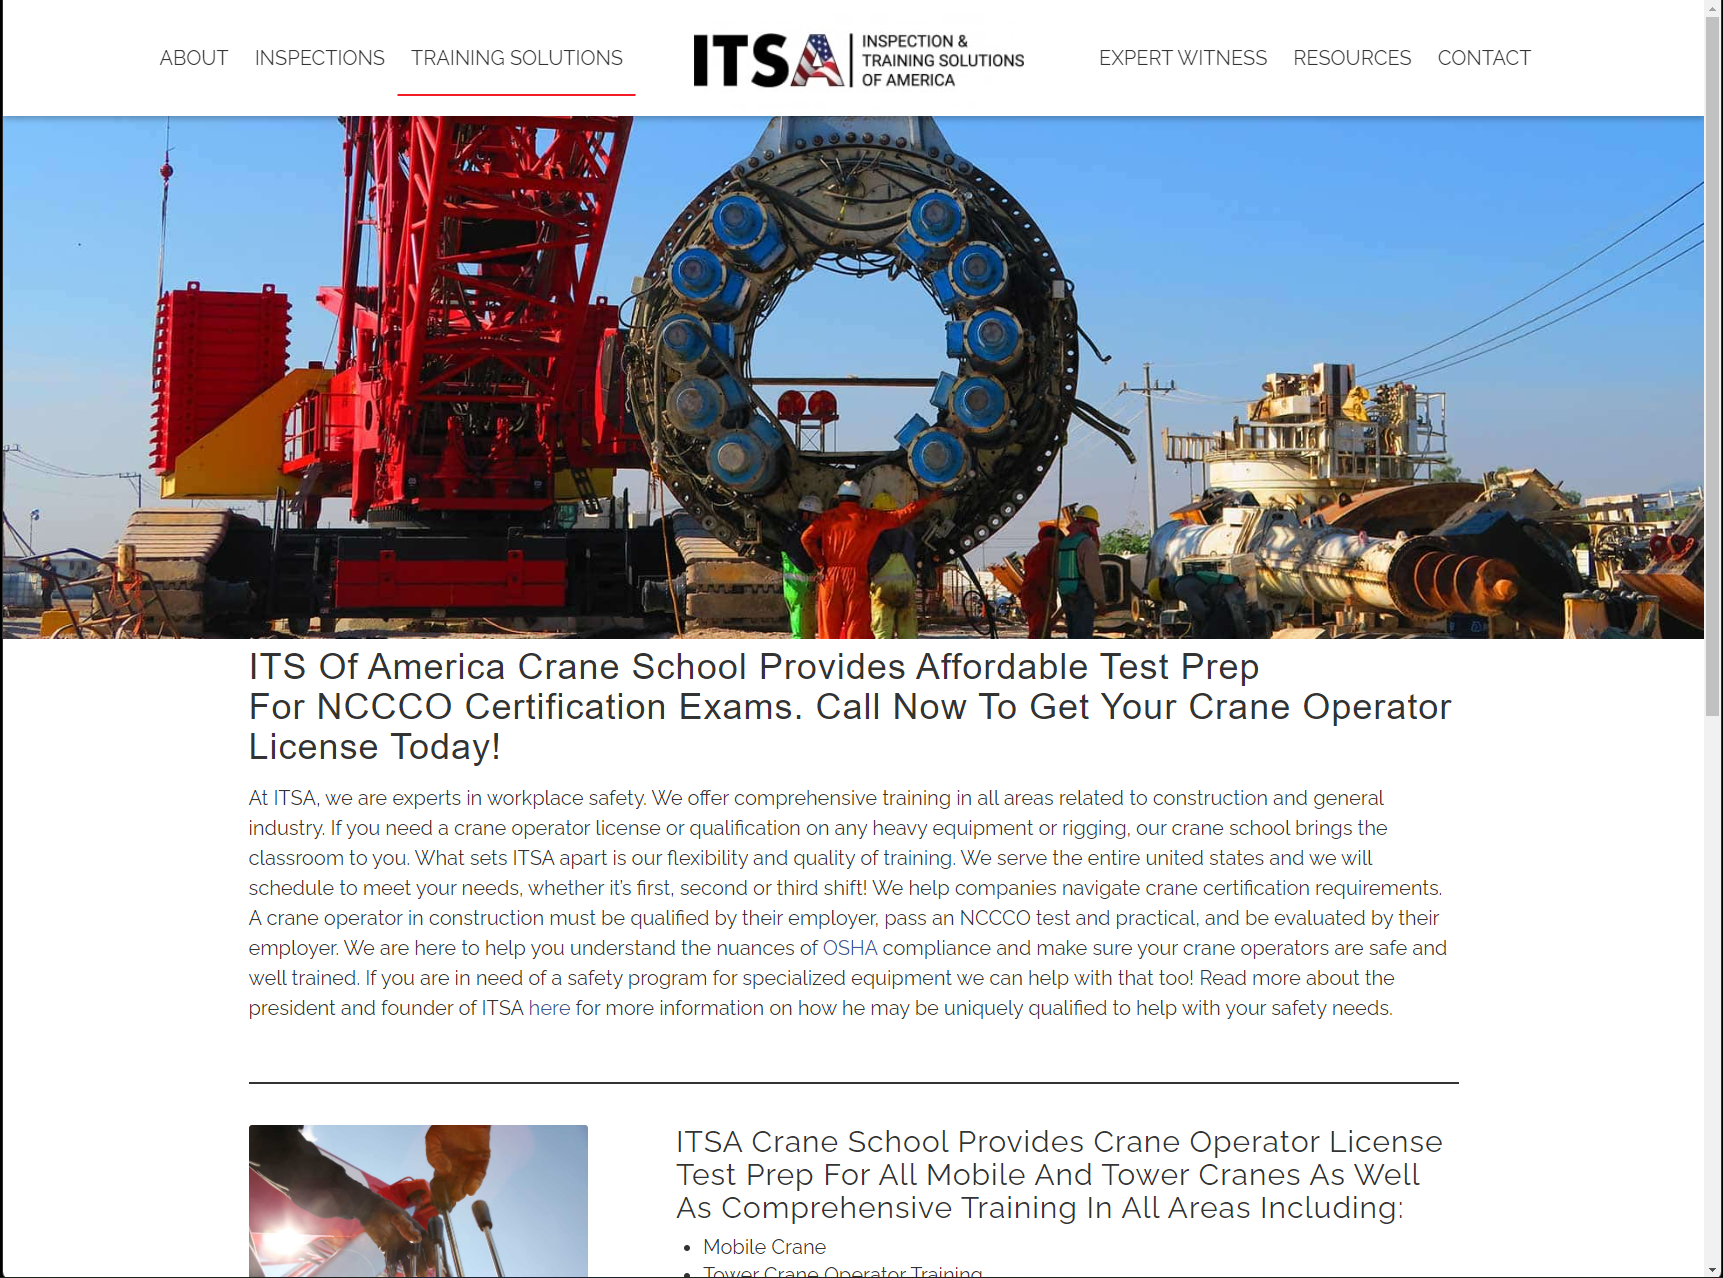 ABOUT INSPECTIONS TRAINING SOLUTIONS
ITSA
INSPECTION &
TRAINING SOLUTIONS
OF AMERICA
EXPERT WITNESS RESOURCES CONTACT
ITS Of America Crane School Provides Affordable Test Prep
For NCCCO Certification Exams. Call Now To Get Your Crane Operator
License Today!
At ITSA, we are experts in workplace safety. We offer comprehensive training in all areas related to construction and general
industry. If you need a crane operator license or qualification on any heavy equipment or rigging, our crane school brings the
classroom to you. What sets ITSA apart is our flexibility and quality of training. We serve the entire united states and we will
schedule to meet your needs, whether it's first, second or third shift! We help companies navigate crane certification requirements.
A crane operator in construction must be qualified by their employer, pass an NCCCO test and practical, and be evaluated by their
employer. We are here to help you understand the nuances of OSHA compliance and make sure your crane operators are safe and
well trained. If you are in need of a safety program for specialized equipment we can help with that too! Read more about the
president and founder of ITSA here for more information on how he may be uniquely qualified to help with your safety needs.
ITSA Crane School Provides Crane Operator License
Test Prep For All Mobile And Tower Cranes As Well
As Comprehensive Training In All Areas Including:
• Mobile Crane
• Tower Crane Operator Training